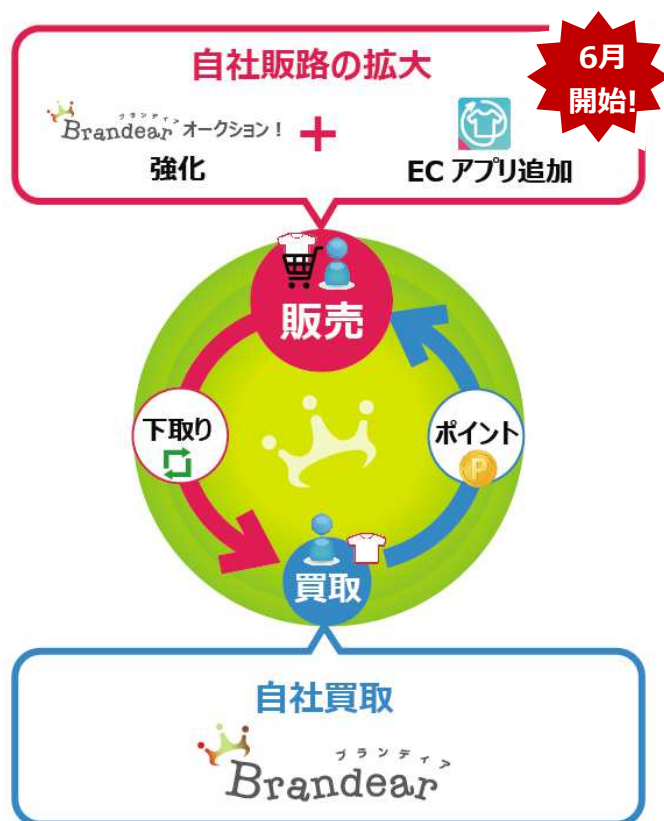 自社販路の拡大
6月
開始!
ブランディア
Brandear オークション！
+
強化
EC アプリ追加
販売
下取り
ポイント
P
買取
自社買取
ブランディア
Brandear